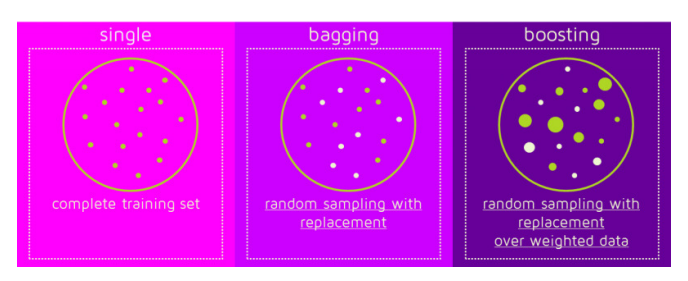 single
complete training set
bagging
random sampling with
replacement
boosting
random sampling with
replacement
over weighted data